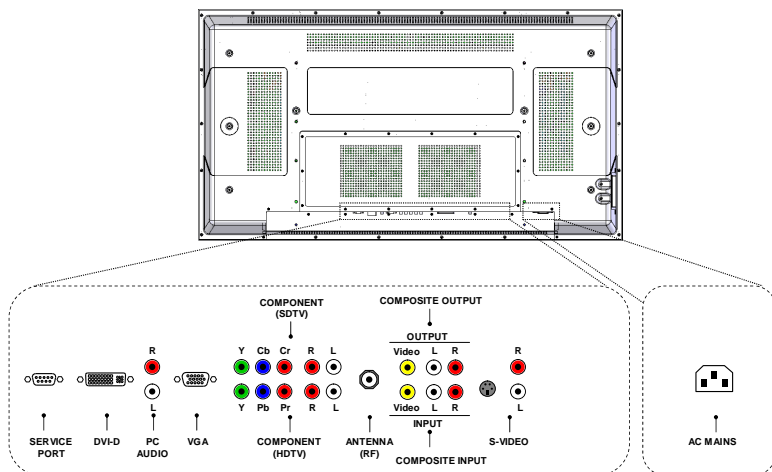 COMPONENT
(SDTV)
COMPOSITE OUTPUT
OUTPUT
R
Y Cb Cr R L
Video L R
R
L
Y Pb Pr R L
Video L R
L
INPUT
SERVICE
PORT
DVI-D
PC
AUDIO
VGA
COMPONENT
(HDTV)
ANTENNA
(RF)
COMPOSITE INPUT
S-VIDEO
AC MAINS